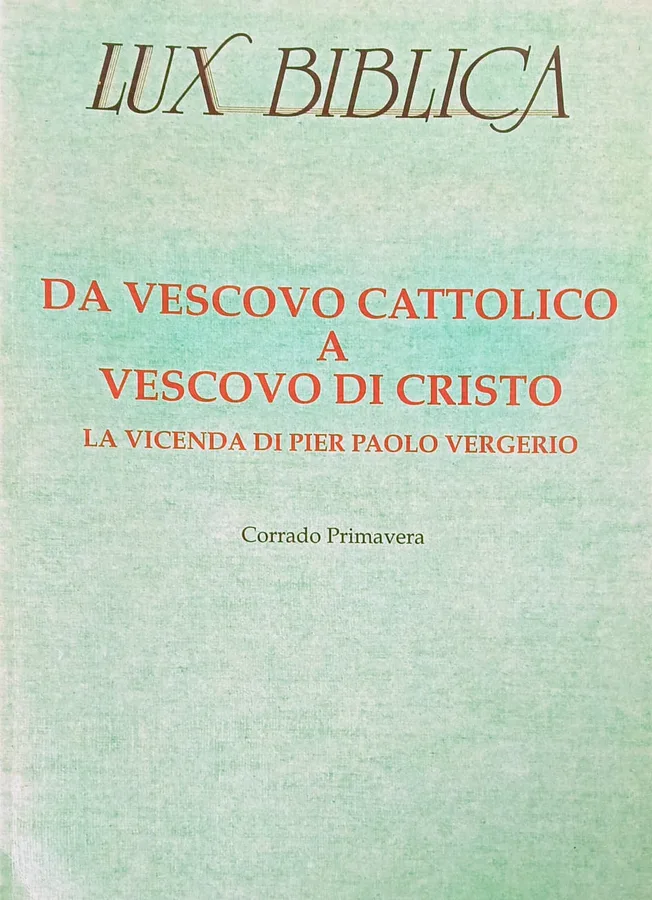 LUX BIBLICA
DA VESCOVO CATTOLICO
A
VESCOVO DI CRISTO
LA VICENDA DI PIER PAOLO VERGERIO
Corrado Primavera